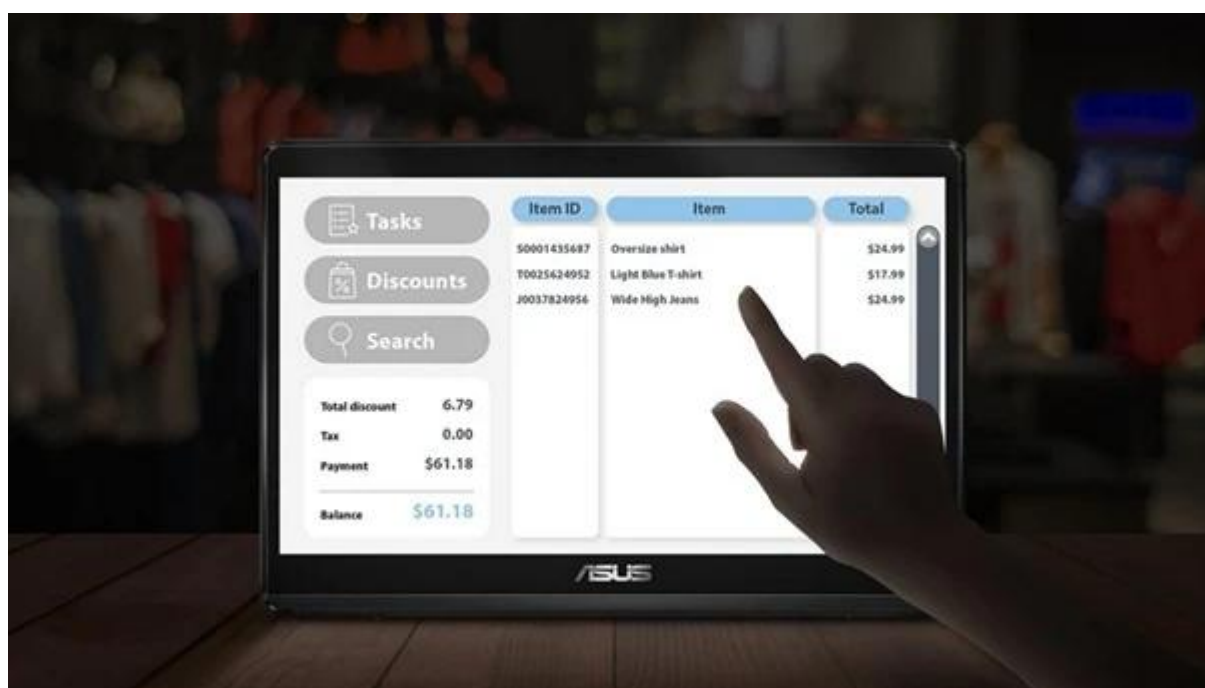 Tasks
Discounts
Search
Total discount 6.79
Tax 0.00
Payment $61.18
Balance $61.18
Item ID Item Total
S0001435687 Oversize shirt $24.99
T0025624952 Light Blue T-shirt $17.99
J0037824956 Wide High Jeans $24.99
ASUS